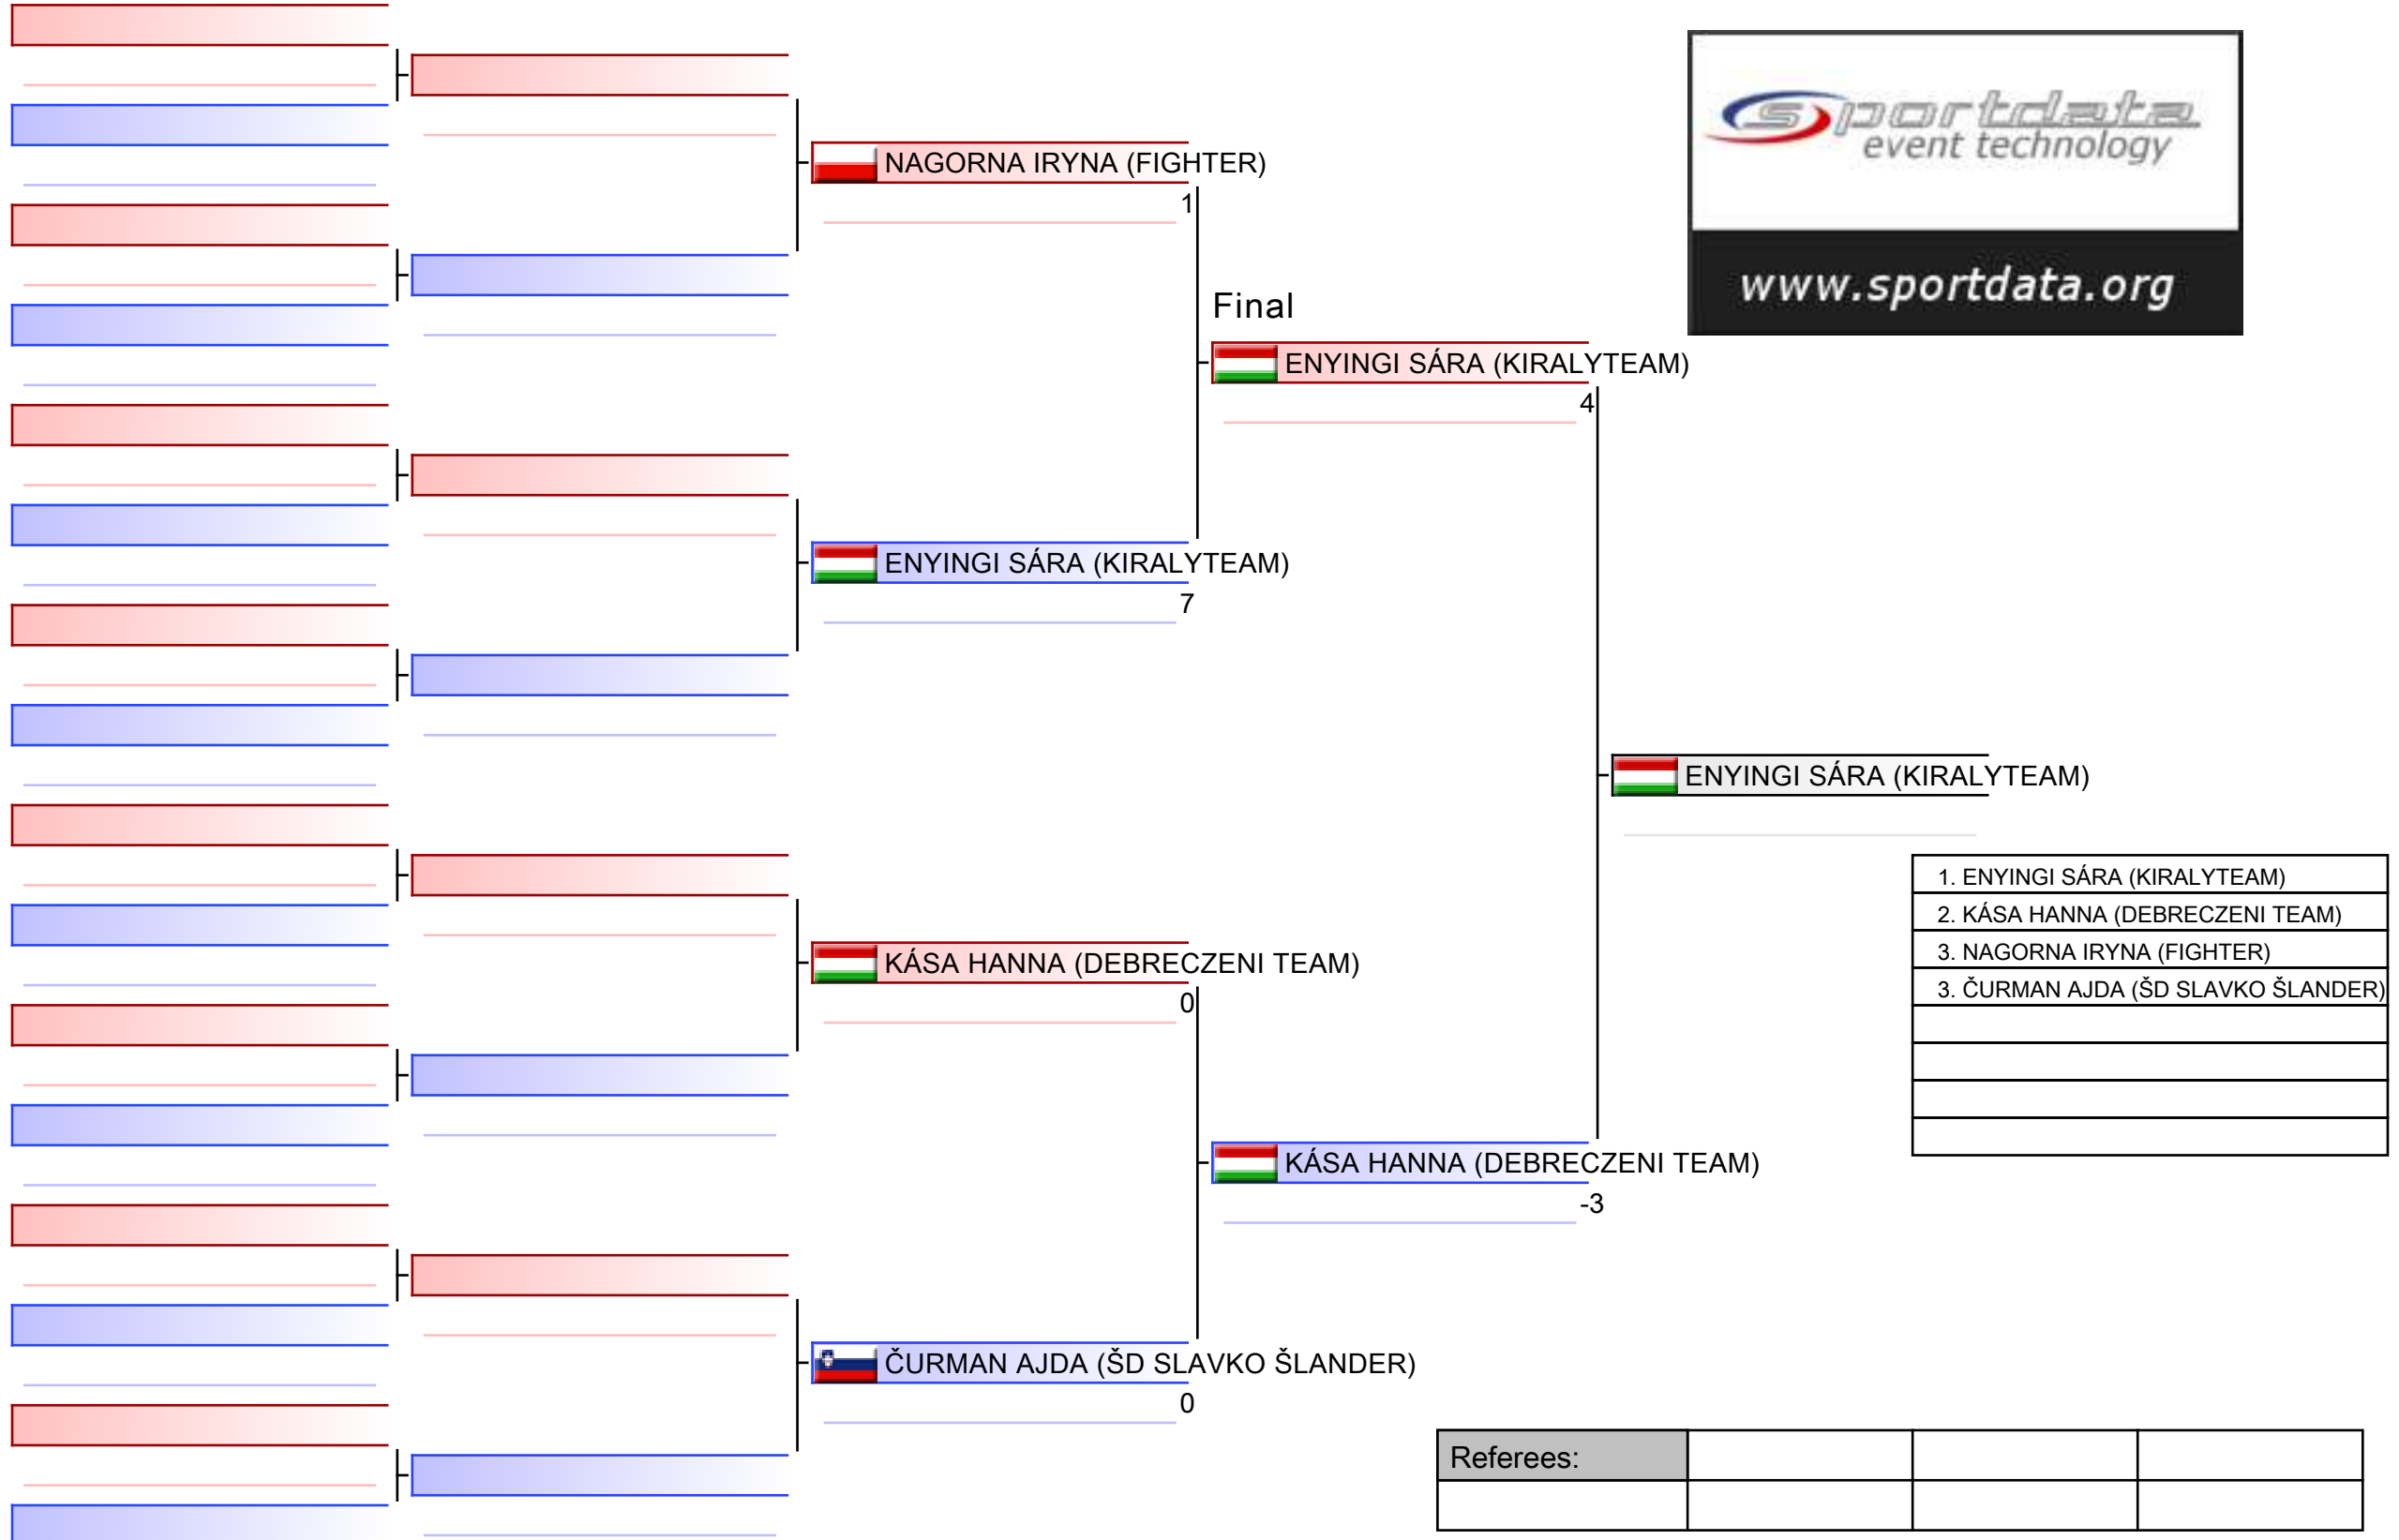 sportdata
event technology
www.sportdata.org
NAGORNA IRYNA (FIGHTER)
1
Final
ENYINGI SÁRA (KIRALYTEAM)
4
ENYINGI SÁRA (KIRALYTEAM)
7
ENYINGI SÁRA (KIRALYTEAM)
1. ENYINGI SÁRA (KIRALYTEAM)
2. KÁSA HANNA (DEBRECZENI TEAM)
3. NAGORNA IRYNA (FIGHTER)
3. ČURMAN AJDA (ŠD SLAVKO ŠLANDER)
KÁSA HANNA (DEBRECZENI TEAM)
0
KÁSA HANNA (DEBRECZENI TEAM)
-3
ČURMAN AJDA (ŠD SLAVKO ŠLANDER)
0
Referees: